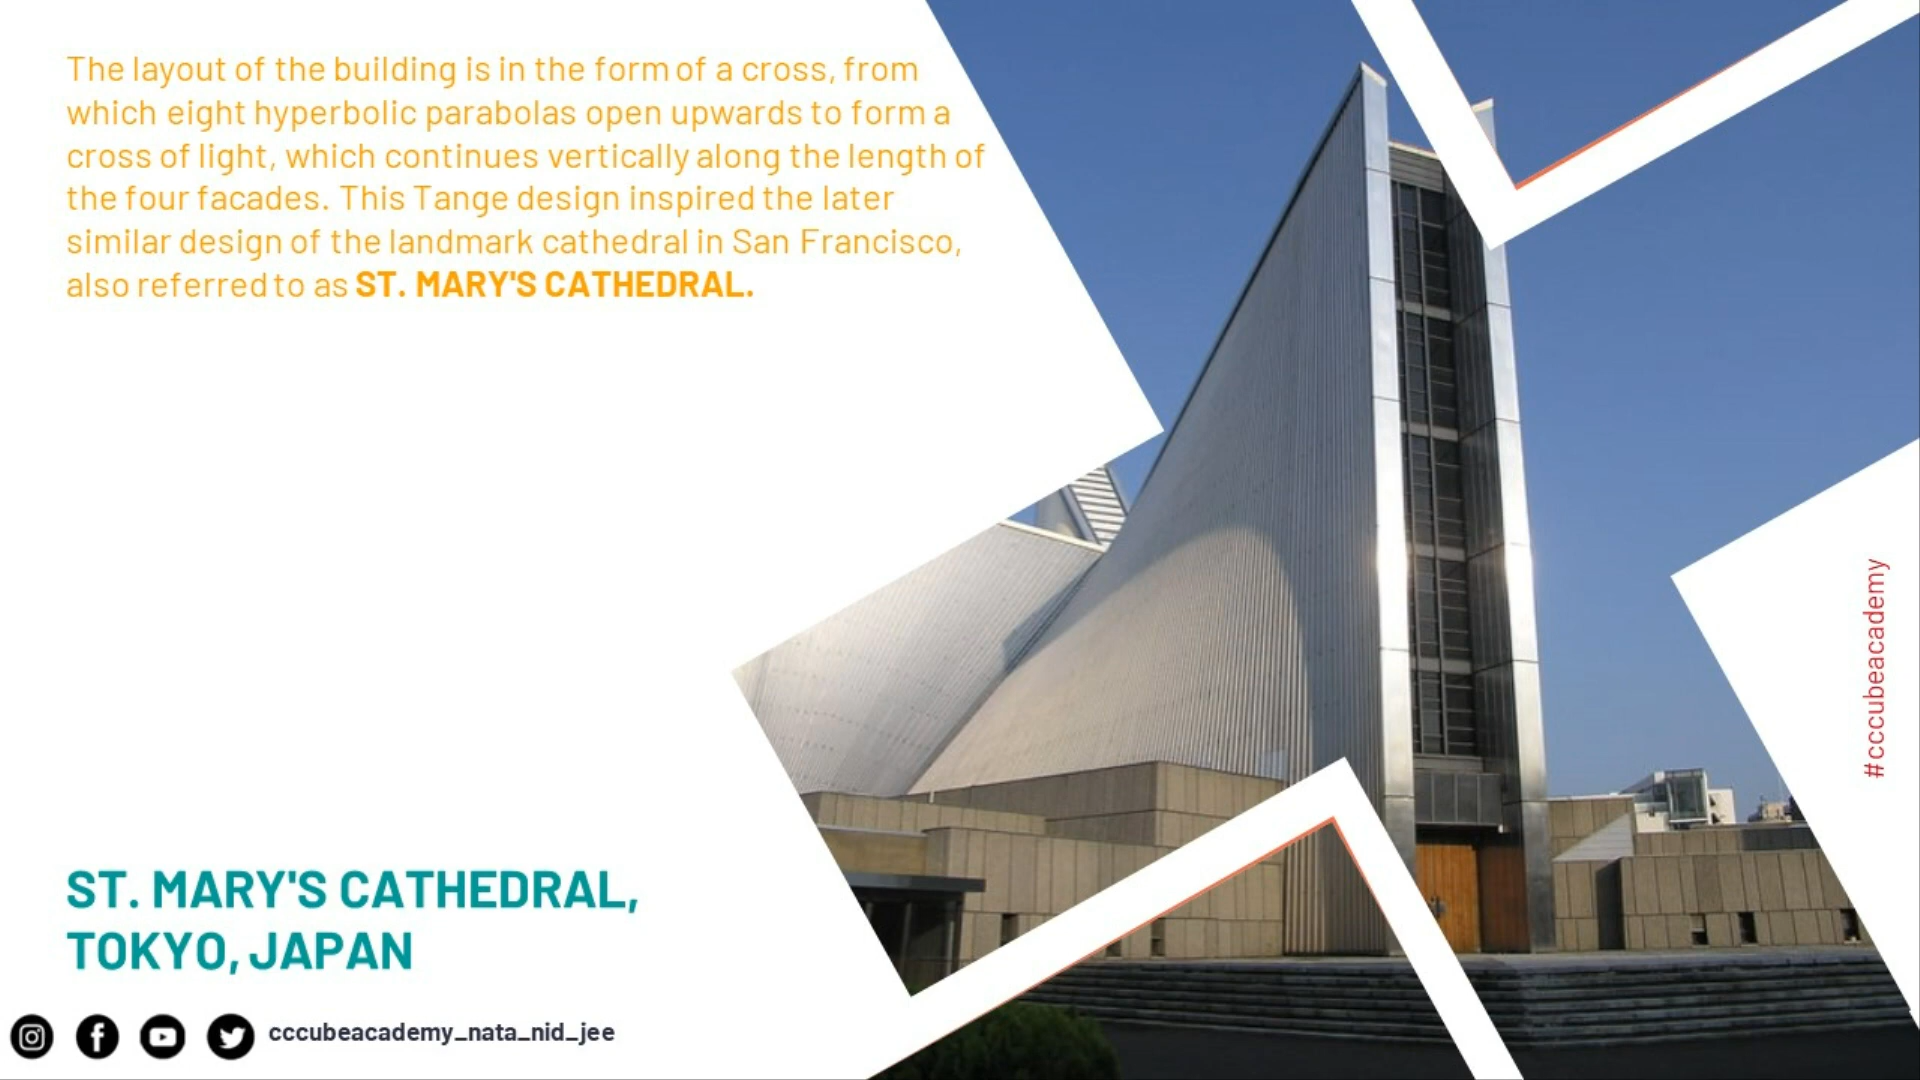 The layout of the building is in the form of a cross, from
which eight hyperbolic parabolas open upwards to form a
cross of light, which continues vertically along the length of
the four facades. This Tange design inspired the later
similar design of the landmark cathedral in San Francisco,
also referred to as ST. MARY'S CATHEDRAL.
#cccubeacademy
ST. MARY'S CATHEDRAL,
TOKYO, JAPAN
cccubeacademy_nata_nid_jee